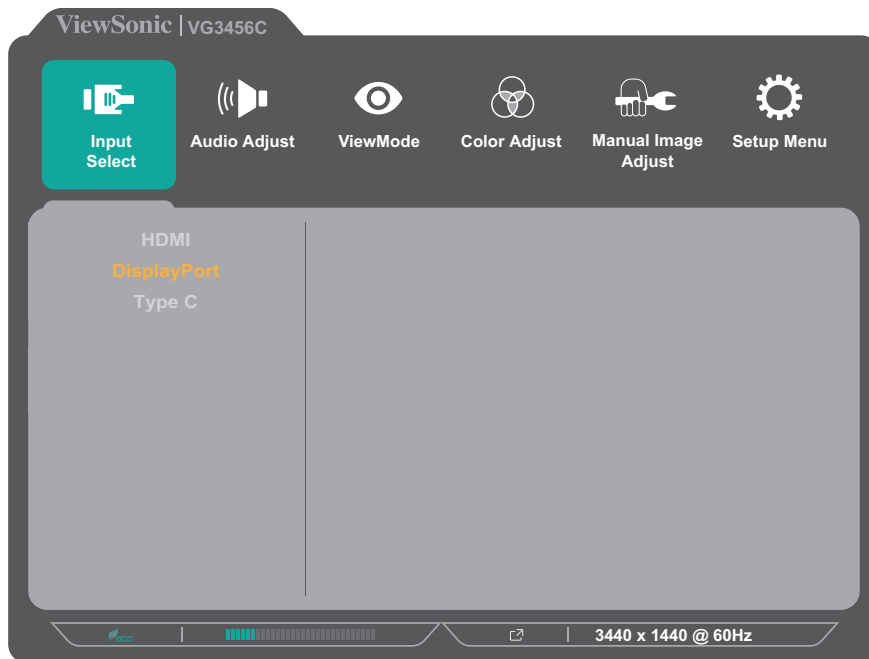 ViewSonic | VG3456C
Input
Select
Audio Adjust
ViewMode
Color Adjust
Manual Image
Adjust
Setup Menu
HDMI
DisplayPort
Type C
eco
3440 x 1440 @ 60Hz